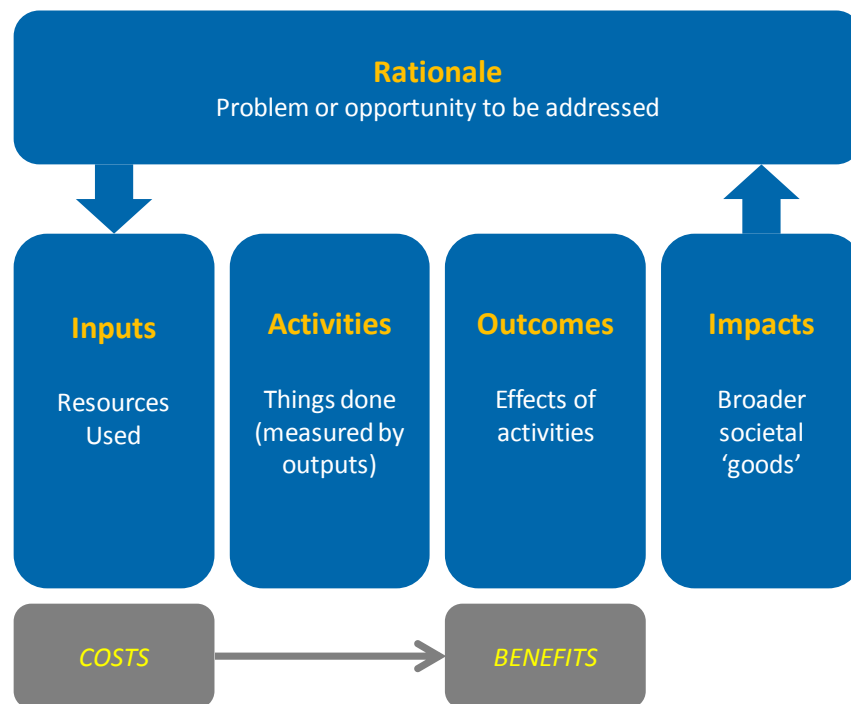 Rationale
Problem or opportunity to be addressed
Inputs
Resources
Used
Activities
Things done
(measured by
outputs)
Outcomes
Effects of
activities
Impacts
Broader
societal
‘goods’
COSTS
BENEFITS